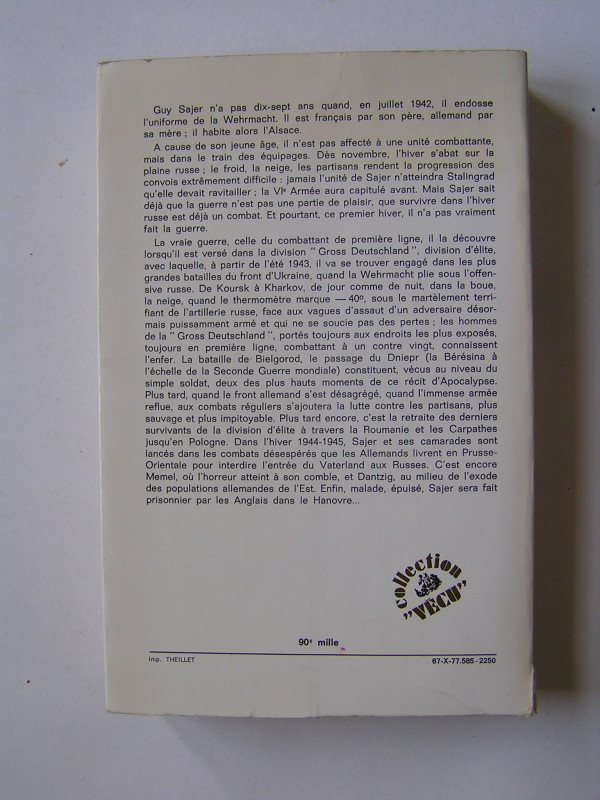 Guy Sajer n'a pas dix-sept ans quand, en juillet 1942, il endosse
l'uniforme de la Wehrmacht. Il est français par son père, allemand par
sa mère ; il habite alors l'Alsace.
A cause de son jeune âge, il n'est pas affecté à une unité combattante,
mais dans le train des équipages. Dès novembre, l'hiver s'abat sur la
plaine russe ; le froid, la neige, les partisans rendent la progression des
convois extrêmement difficile : jamais l'unité de Sajer n'atteindra Stalingrad
qu'elle devait ravitailler ; la VIe Armée aura capitulé avant. Mais Sajer sait
déjà que la guerre n'est pas une partie de plaisir, que survivre dans l'hiver
russe est déjà un combat. Et pourtant, ce premier hiver, il n'a pas vraiment
fait la guerre.
La vraie guerre, celle du combattant de première ligne, il la découvre
lorsqu'il est versé dans la division " Gross Deutschland ", division d'élite,
avec laquelle, à partir de l'été 1943, il va se trouver engagé dans les plus
grandes batailles du front d'Ukraine, quand la Wehrmacht plie sous l'offen-
sive russe. De Koursk à Kharkov, de jour comme de nuit, dans la boue,
la neige, quand le thermomètre marque — 40º, sous le martèlement terri-
fiant de l'artillerie russe, face aux vagues d'assaut d'un adversaire désor-
mais puissamment armé et qui ne se soucie pas des pertes ; les hommes
de la " Gross Deutschland ", portés toujours aux endroits les plus exposés,
toujours en première ligne, combattant à un contre vingt, connaissent
l'enfer. La bataille de Bielgorod, le passage du Dniepr (la Bérésina à
l'échelle de la Seconde Guerre mondiale) constituent, vécus au niveau du
simple soldat, deux des plus hauts moments de ce récit d'Apocalypse.
Plus tard, quand le front allemand s'est désagrégé, quand l'immense armée
reflue, aux combats réguliers s'ajoutera la lutte contre les partisans, plus
sauvage et plus impitoyable. Plus tard encore, c'est la retraite des derniers
survivants de la division d'élite à travers la Roumanie et les Carpathes
jusqu'en Pologne. Dans l'hiver 1944-1945, Sajer et ses camarades sont
lancés dans les combats désespérés que les Allemands livrent en Prusse-
Orientale pour interdire l'entrée du Vaterland aux Russes. C'est encore
Memel, où l'horreur atteint à son comble, et Dantzig, au milieu de l'exode
des populations allemandes de l'Est. Enfin, malade, épuisé, Sajer sera fait
prisonnier par les Anglais dans le Hanovre...
collection
"VÉCU"
90e mille
Imp. THEILLET
67-X-77.585-2250